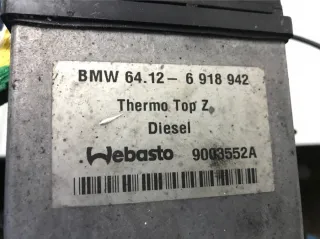 BMW 64.12 - 6 918 942
Thermo Top Z
Diesel
Webasto 9003552A